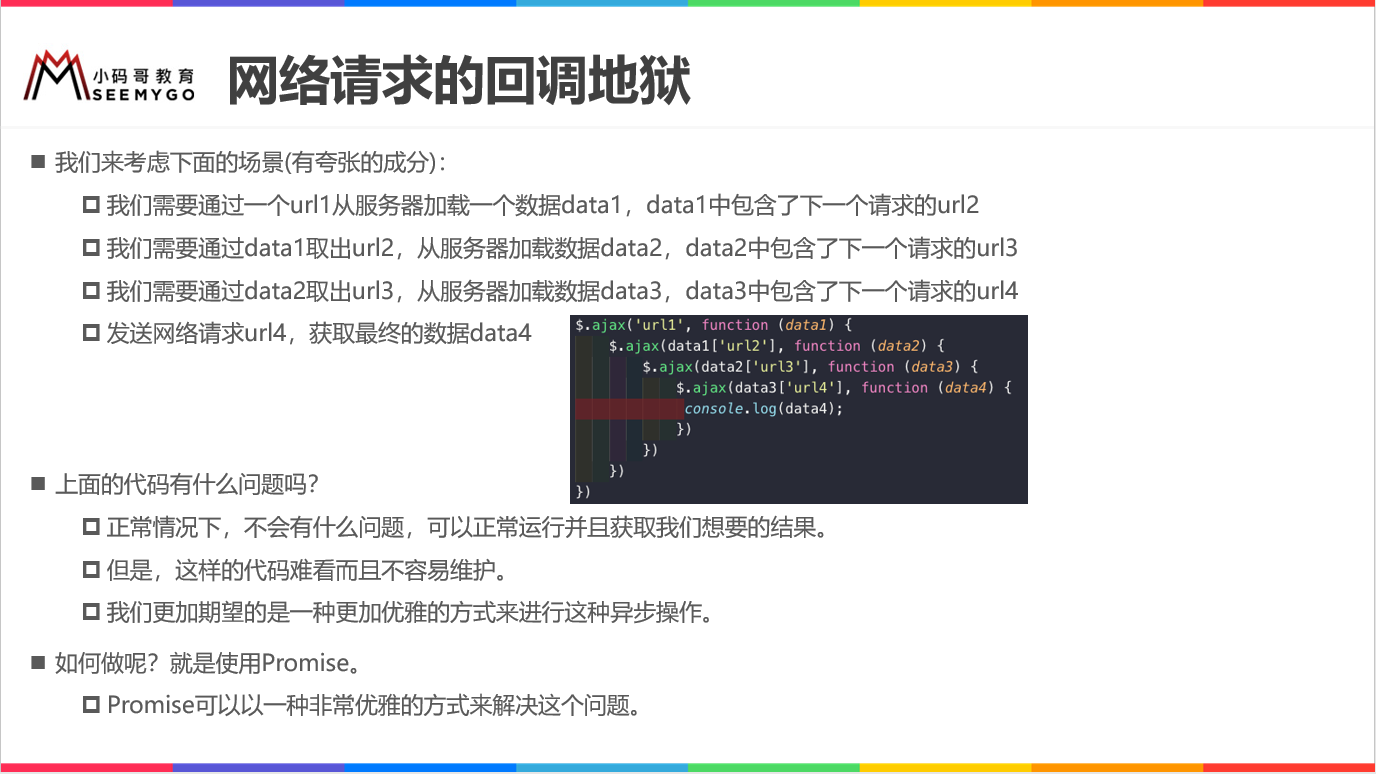 小码哥教育
SEEMYGO
网络请求的回调地狱
我们来考虑下面的场景(有夸张的成分)：
我们需要通过一个url1从服务器加载一个数据data1，data1中包含了下一个请求的url2
我们需要通过data1取出url2，从服务器加载数据data2，data2中包含了下一个请求的url3
我们需要通过data2取出url3，从服务器加载数据data3，data3中包含了下一个请求的url4
发送网络请求url4，获取最终的数据data4
$.ajax('url1', function (data1) {
    $.ajax(data1['url2'], function (data2) {
        $.ajax(data2['url3'], function (data3) {
            $.ajax(data3['url4'], function (data4) {
             console.log(data4);
            })
        })
    })
})
上面的代码有什么问题吗？
正常情况下，不会有什么问题，可以正常运行并且获取我们想要的结果。
但是，这样的代码难看而且不容易维护。
我们更加期望的是一种更加优雅的方式来进行这种异步操作。
如何做呢？就是使用Promise。
Promise可以以一种非常优雅的方式来解决这个问题。